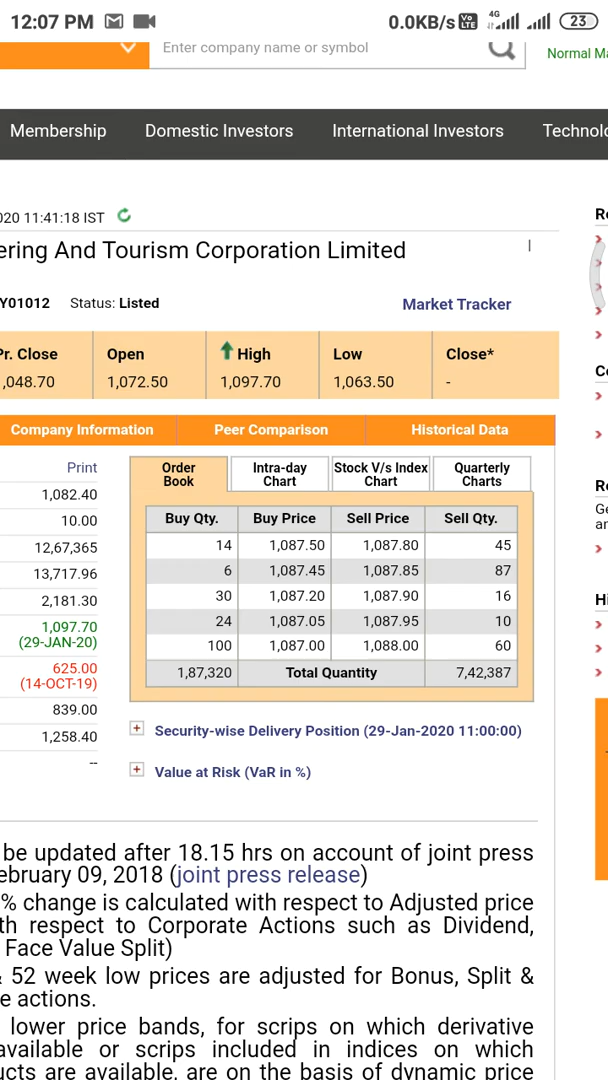 12:07 PM 0.0KB/s Vo LTE 4G 23
Enter company name or symbol
Normal Ma
Membership Domestic Investors International Investors Technolo
020 11:41:18 IST
ering And Tourism Corporation Limited |
Y01012 Status: Listed Market Tracker
Pr. Close Open High Low Close*
,048.70 1,072.50 1,097.70 1,063.50 -
Company Information Peer Comparison Historical Data
Print
1,082.40
10.00
12,67,365
13,717.96
2,181.30
1,097.70
(29-JAN-20)
625.00
(14-OCT-19)
839.00
1,258.40
--
Order Book Intra-day Chart Stock V/s Index Chart Quarterly Charts
Buy Qty. Buy Price Sell Price Sell Qty.
14 1,087.50 1,087.80 45
6 1,087.45 1,087.85 87
30 1,087.20 1,087.90 16
24 1,087.05 1,087.95 10
100 1,087.00 1,088.00 60
1,87,320 Total Quantity 7,42,387
Security-wise Delivery Position (29-Jan-2020 11:00:00)
Value at Risk (VaR in %)
be updated after 18.15 hrs on account of joint press
ebruary 09, 2018 (joint press release)
% change is calculated with respect to Adjusted price
th respect to Corporate Actions such as Dividend,
Face Value Split)
& 52 week low prices are adjusted for Bonus, Split &
e actions.
lower price bands, for scrips on which derivative
available or scrips included in indices on which
ucts are available, are on the basis of dynamic price
Re
Co
Re
Ge
an
Hi